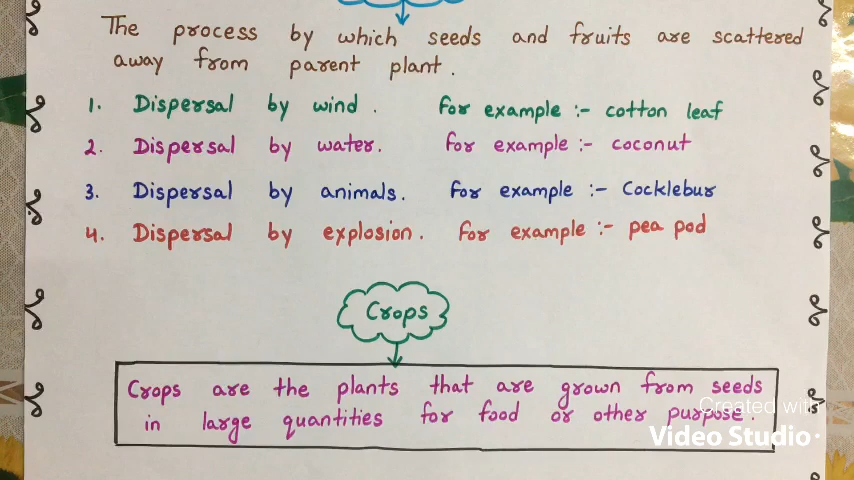 The process by which seeds and fruits are scattered
away from parent plant.
1. Dispersal by wind. For example :- cotton leaf
2. Dispersal by water. For example :- coconut
3. Dispersal by animals. For example :- Cocklebur
4. Dispersal by explosion. For example :- pea pod
Crops
Crops are the plants that are grown from seeds
in large quantities for food or other purpose.
Created with
Video Studio